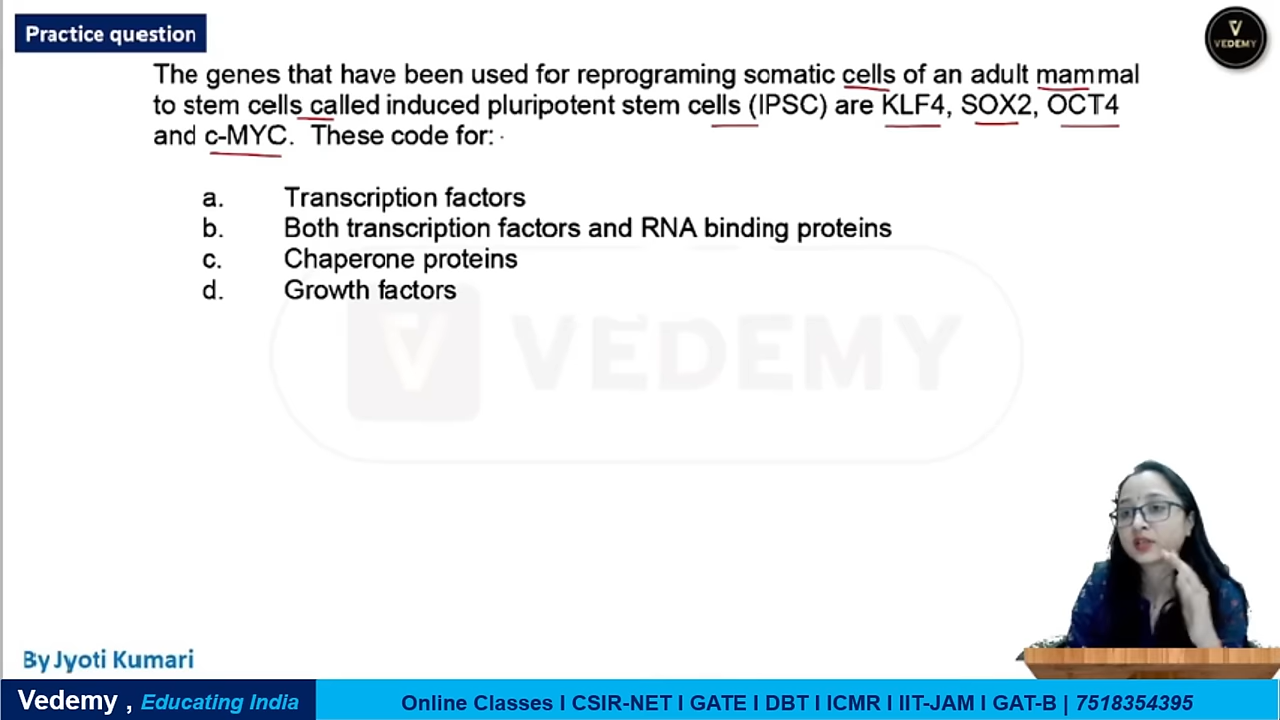 Practice question
VEDEMY
The genes that have been used for reprograming somatic cells of an adult mammal
to stem cells called induced pluripotent stem cells (IPSC) are KLF4, SOX2, OCT4
and c-MYC. These code for:
a. Transcription factors
b. Both transcription factors and RNA binding proteins
c. Chaperone proteins
d. Growth factors
VEDEMY
By Jyoti Kumari
Vedemy , Educating India
Online Classes I CSIR-NET I GATE I DBT I ICMR I IIT-JAM I GAT-B | 7518354395